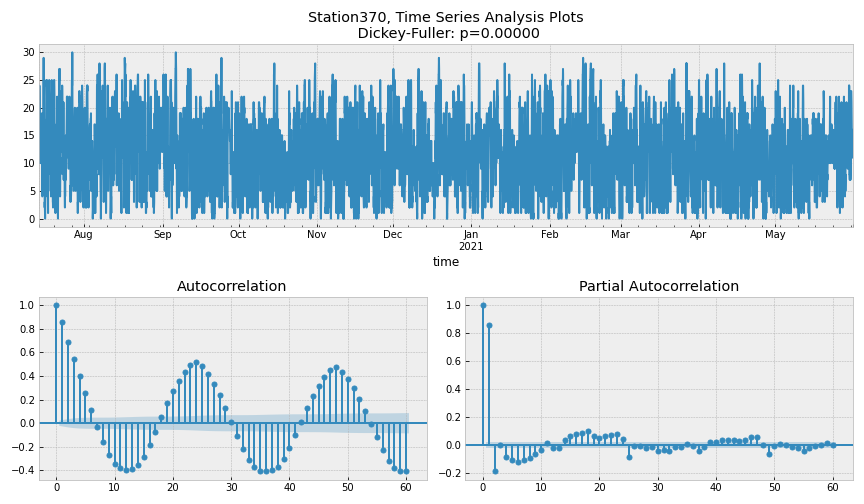 Station370, Time Series Analysis Plots
Dickey-Fuller: p=0.00000
30
25
20
15
10
5
0
Aug Sep Oct Nov Dec Jan Feb Mar Apr May
2021
time
Autocorrelation
1.0
0.8
0.6
0.4
0.2
0.0
−0.2
−0.4
0 10 20 30 40 50 60
Partial Autocorrelation
1.0
0.8
0.6
0.4
0.2
0.0
−0.2
0 10 20 30 40 50 60